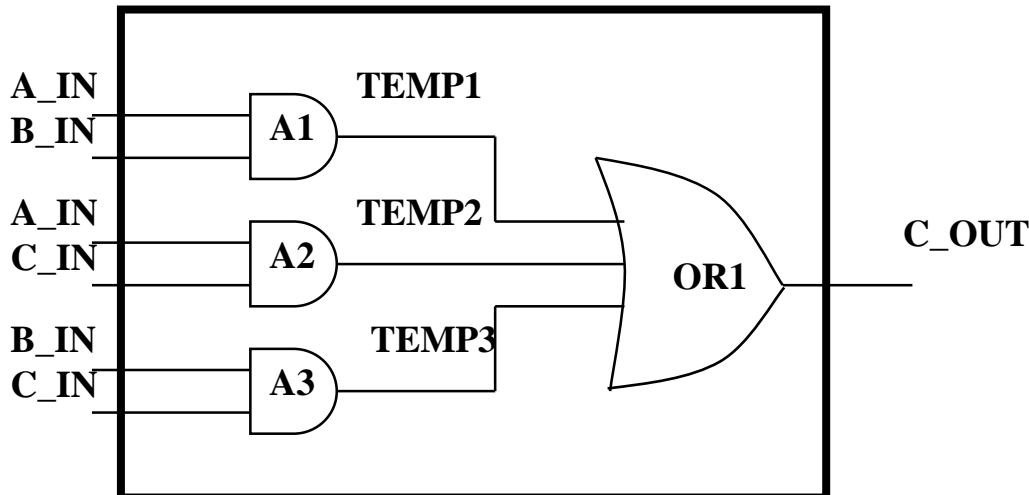 A_IN
B_IN
A1
TEMP1
A_IN
C_IN
A2
TEMP2
B_IN
C_IN
A3
TEMP3
OR1
C_OUT